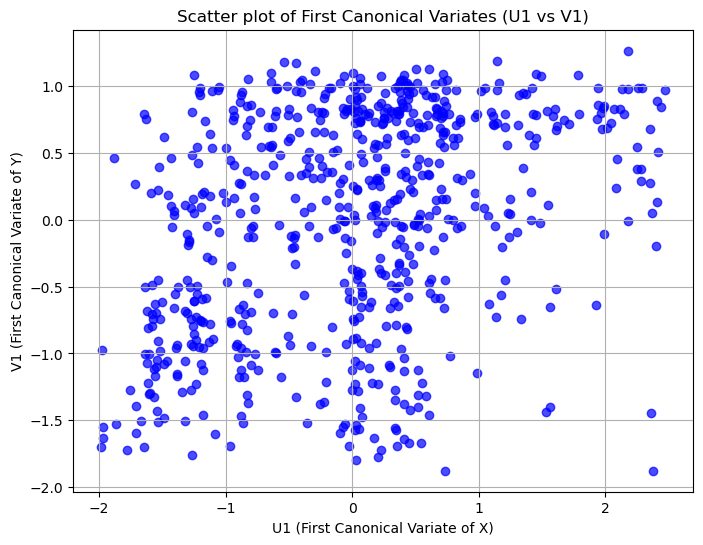 Scatter plot of First Canonical Variates (U1 vs V1)
V1 (First Canonical Variate of Y)
1.0
0.5
0.0
−0.5
−1.0
−1.5
−2.0
−2 −1 0 1 2
U1 (First Canonical Variate of X)